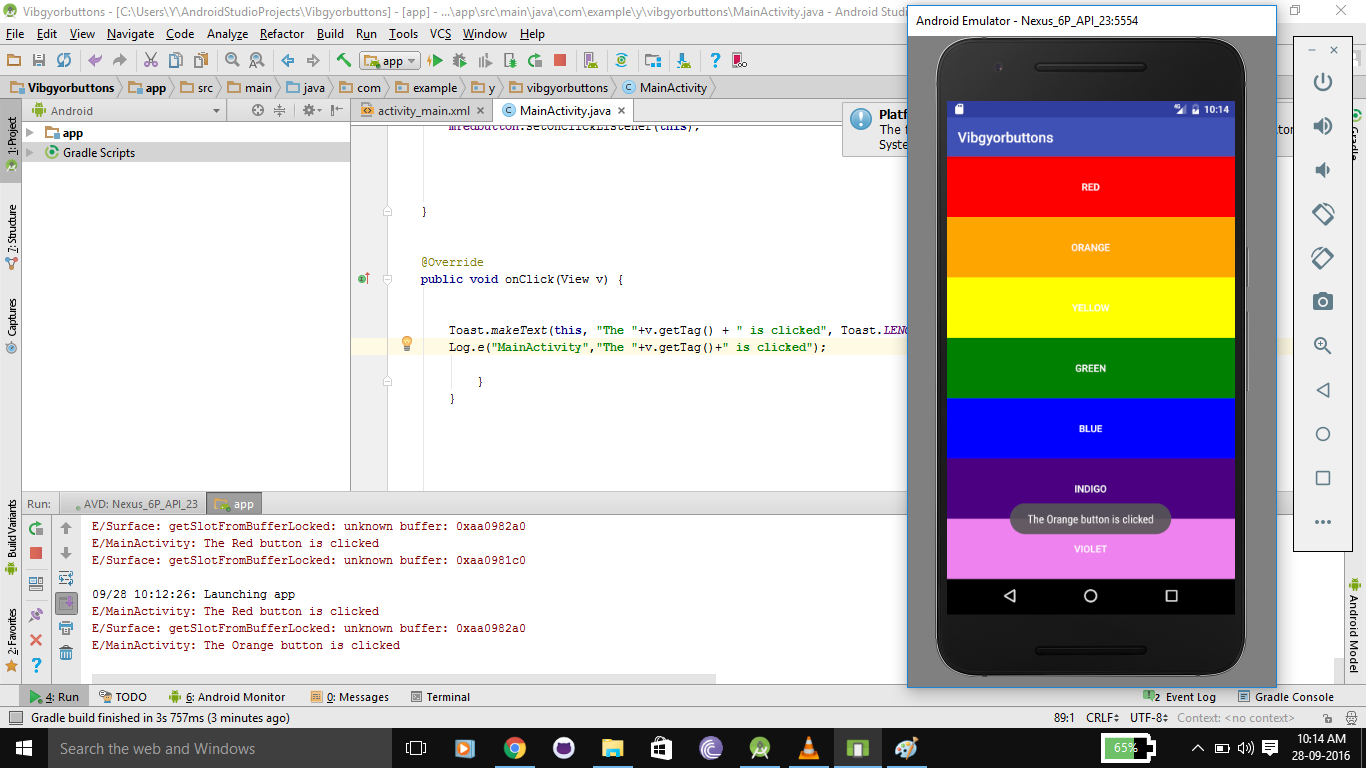 Vibgyorbuttons - [C:\Users\Y\AndroidStudioProjects\Vibgyorbuttons] - [app] - ...\app\src\main\java\com\example\y\vibgyorbuttons\MainActivity.java - Android Stud
File Edit View Navigate Code Analyze Refactor Build Run Tools VCS Window Help
app
Vibgyorbuttons app src main java com example y vibgyorbuttons MainActivity
Android
activity_main.xml
MainActivity.java
1: Project
7: Structure
Captures
Build Variants
2: Favorites
app
Gradle Scripts
mRedButton.setOnClickListener(this);
}
@Override
public void onClick(View v) {
Toast.makeText(this, "The "+v.getTag() + " is clicked", Toast.LENG
Log.e("MainActivity","The "+v.getTag()+" is clicked");
}
}
Platf
The f
Syste
Gradle
Android Model
Android Emulator - Nexus_6P_API_23:5554
4G 10:14
Vibgyorbuttons
RED
ORANGE
YELLOW
GREEN
BLUE
INDIGO
The Orange button is clicked
VIOLET
Run: AVD: Nexus_6P_API_23 app
E/Surface: getSlotFromBufferLocked: unknown buffer: 0xaa0982a0
E/MainActivity: The Red button is clicked
E/Surface: getSlotFromBufferLocked: unknown buffer: 0xaa0981c0
09/28 10:12:26: Launching app
E/MainActivity: The Red button is clicked
E/Surface: getSlotFromBufferLocked: unknown buffer: 0xaa0982a0
E/MainActivity: The Orange button is clicked
4: Run TODO 6: Android Monitor 0: Messages Terminal 2 Event Log Gradle Console
Gradle build finished in 3s 757ms (3 minutes ago) 89:1 CRLF UTF-8 Context: <no context>
Search the web and Windows
65%
10:14 AM
28-09-2016